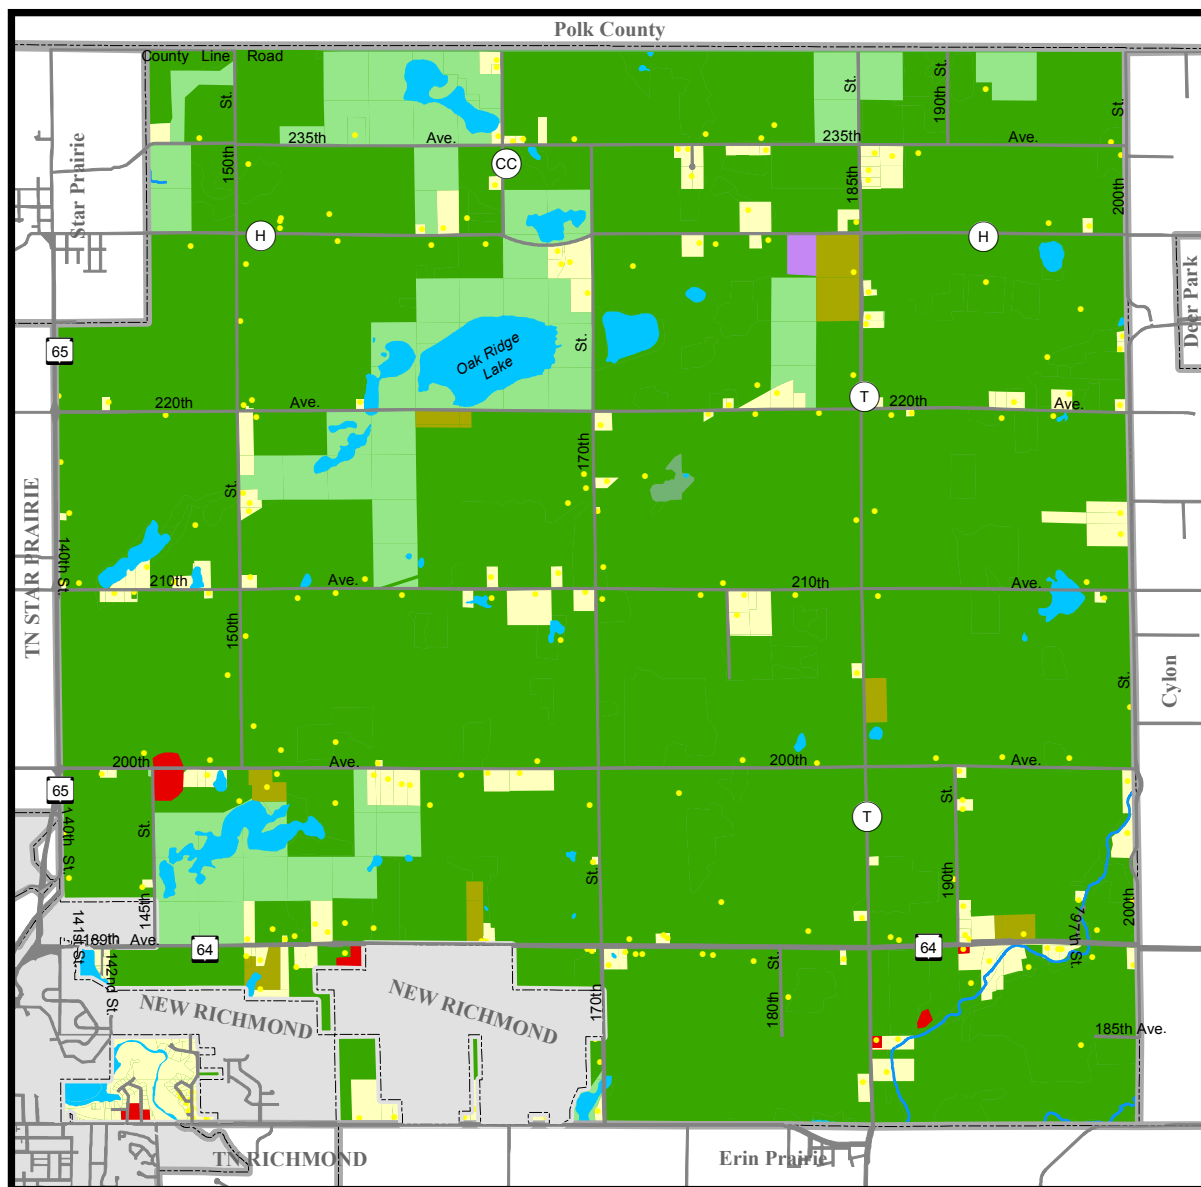 Polk County
County Line Road
St.
St.
190th St.
St.
235th Ave.
235th Ave.
Star Prairie
150th
CC
185th
200th
H
H
Deer Park
65
Oak Ridge
Lake
St.
T
220th Ave.
220th Ave.
170th
St.
TN STAR PRAIRIE
140th St.
210th Ave.
210th Ave.
150th
St.
Cylon
200th Ave.
200th Ave.
65
140th St.
St.
T
St.
145th
St.
190th
200th
141st St.
189th Ave.
64
64
197th St.
142nd St.
NEW RICHMOND
NEW RICHMOND
170th
180th St.
185th Ave.
TN RICHMOND
Erin Prairie